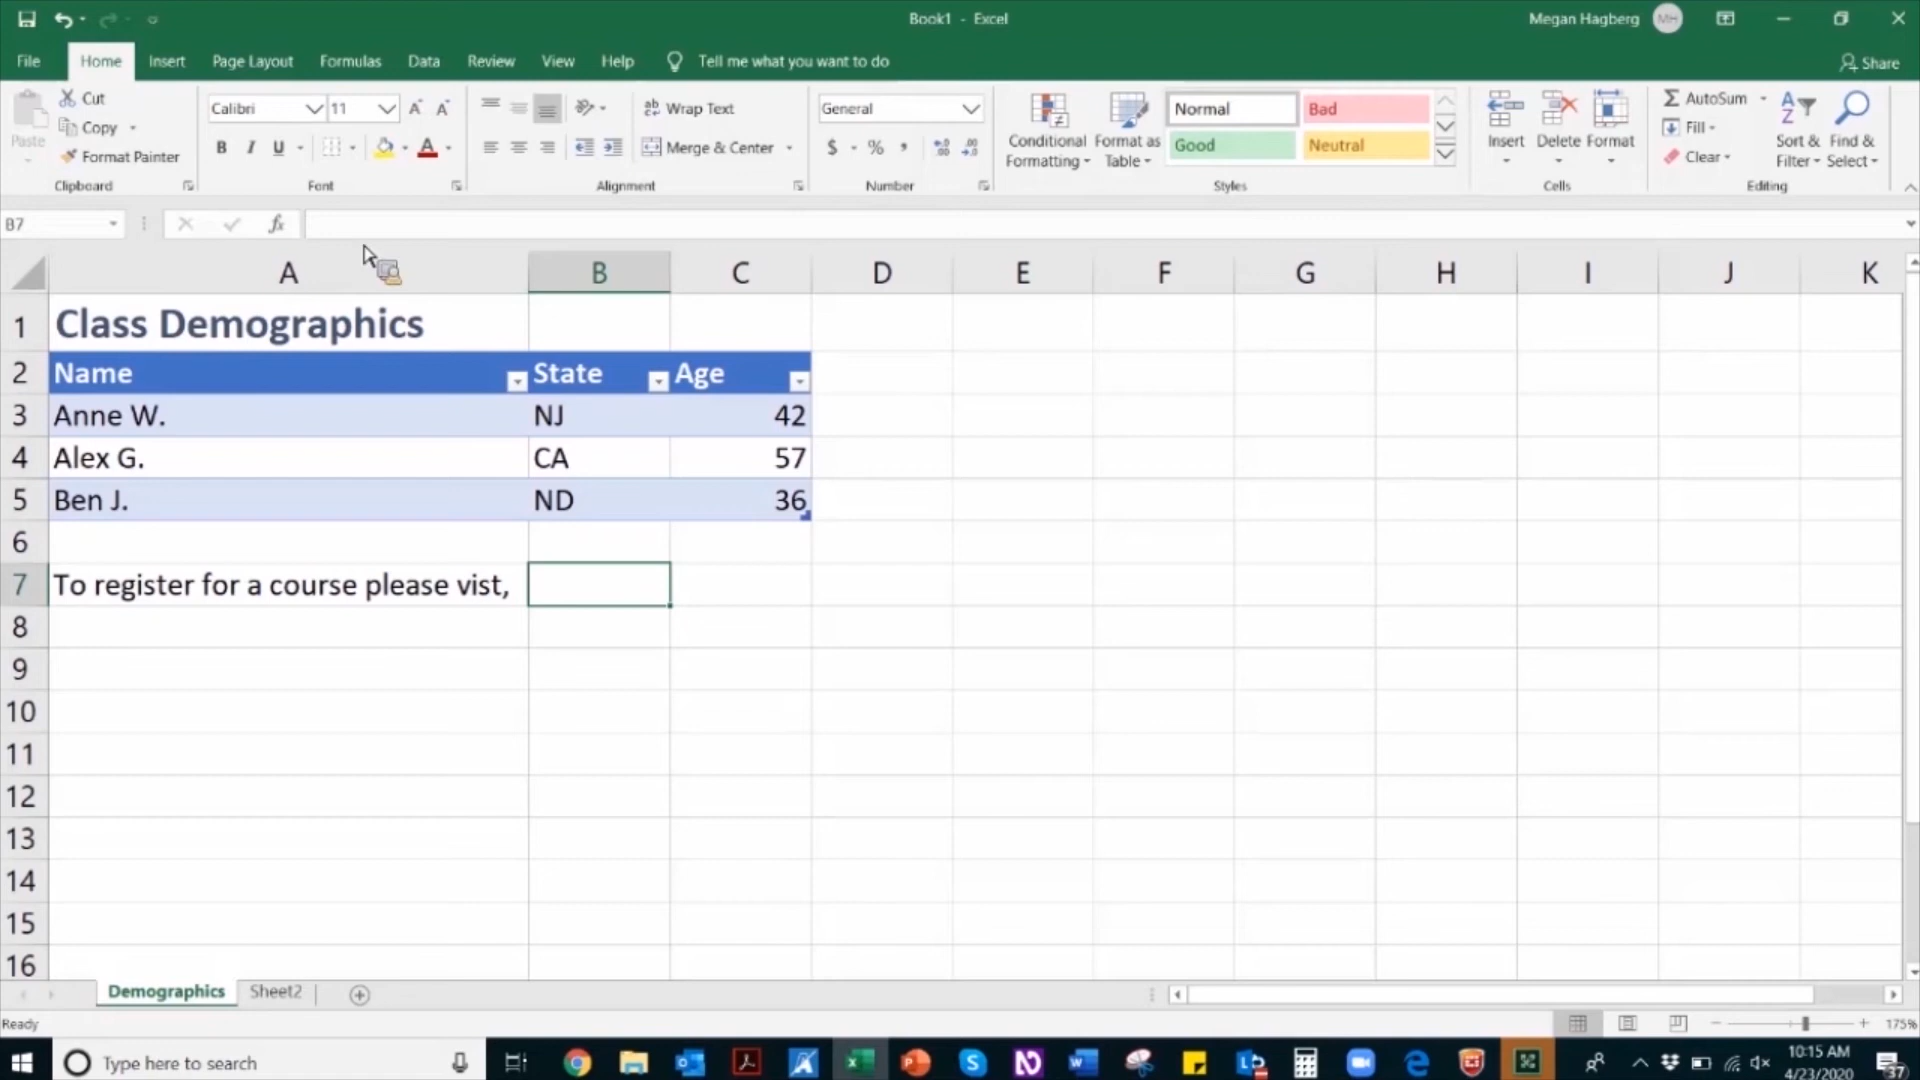 Book1 - Excel
Megan Hagberg MH
File Home Insert Page Layout Formulas Data Review View Help Tell me what you want to do Share
Paste
Cut
Copy
Format Painter
Clipboard
Calibri 11
B I U
Font
Wrap Text
Merge & Center
Alignment
General
$ % ,
Number
Conditional Formatting
Format as Table
Normal Bad
Good Neutral
Styles
Insert Delete Format
Cells
AutoSum
Fill
Clear
Sort & Filter
Find & Select
Editing
B7 fx
A B C D E F G H I J K
1 Class Demographics
2 Name State Age
3 Anne W. NJ 42
4 Alex G. CA 57
5 Ben J. ND 36
6
7 To register for a course please vist,
8
9
10
11
12
13
14
15
16
Demographics Sheet2
Ready 175%
Type here to search
10:15 AM
4/23/2020
37